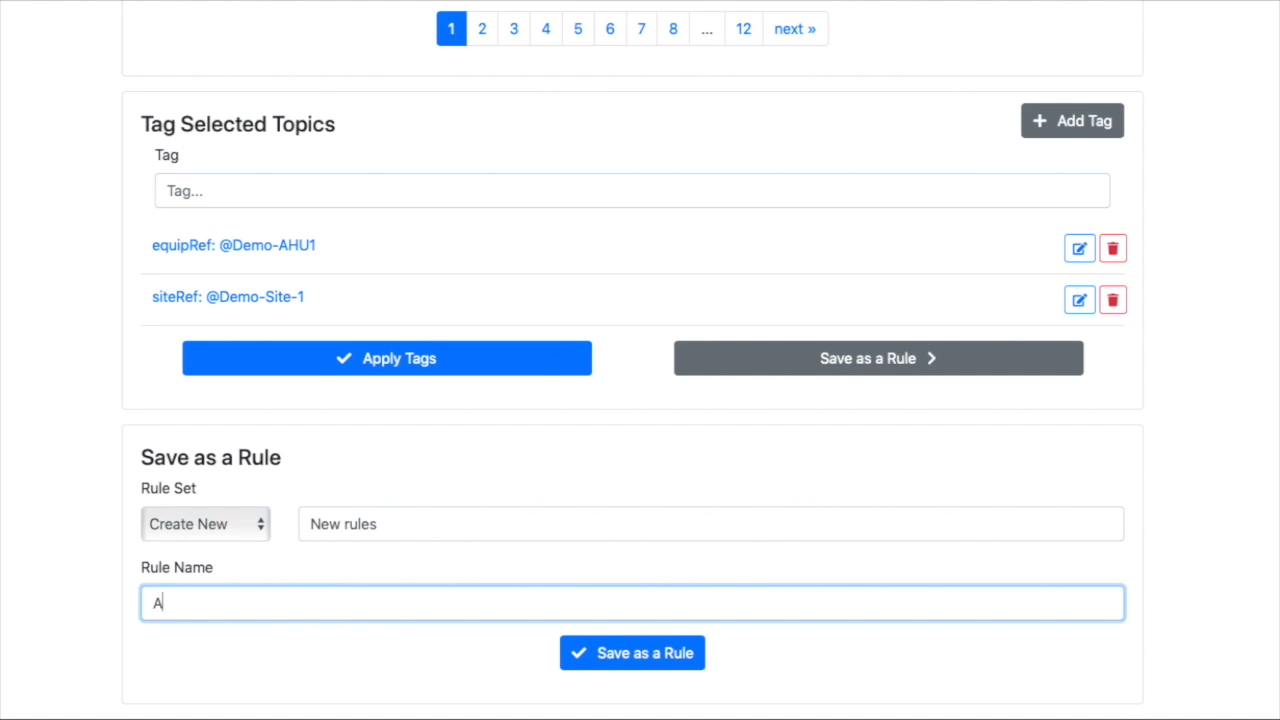 1 2 3 4 5 6 7 8 ... 12 next »
Tag Selected Topics
Add Tag
Tag
Tag...
equipRef: @Demo-AHU1
siteRef: @Demo-Site-1
Apply Tags
Save as a Rule
Save as a Rule
Rule Set
Create New
New rules
Rule Name
A
Save as a Rule